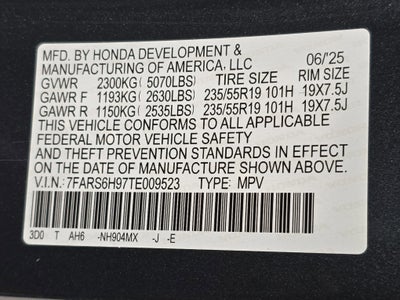 MFD. BY HONDA DEVELOPMENT &
MANUFACTURING OF AMERICA, LLC 06/'25
GVWR 2300KG (5070LBS) TIRE SIZE RIM SIZE
GAWR F 1193KG (2630LBS) 235/55R19 101H 19X7.5J
GAWR R 1150KG (2535LBS) 235/55R19 101H 19X7.5J
THIS VEHICLE CONFORMS TO ALL APPLICABLE
FEDERAL MOTOR VEHICLE SAFETY
AND THEFT PREVENTION STANDARDS IN EFFECT
ON THE DATE OF MANUFACTURE SHOWN ABOVE.
V.I.N.: 7FARS6H97TE009523 TYPE: MPV
3D0 T AH6 -NH904MX -J -E